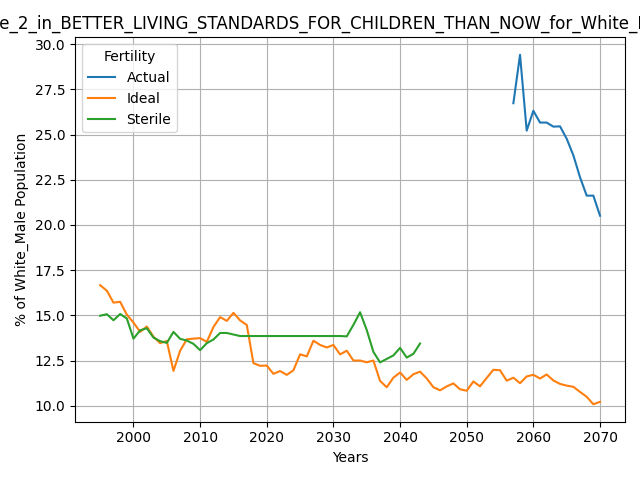 e_2_in_BETTER_LIVING_STANDARDS_FOR_CHILDREN_THAN_NOW_for_White_
Fertility
Actual
Ideal
Sterile
% of White_Male Population
30.0
27.5
25.0
22.5
20.0
17.5
15.0
12.5
10.0
2000 2010 2020 2030 2040 2050 2060 2070
Years